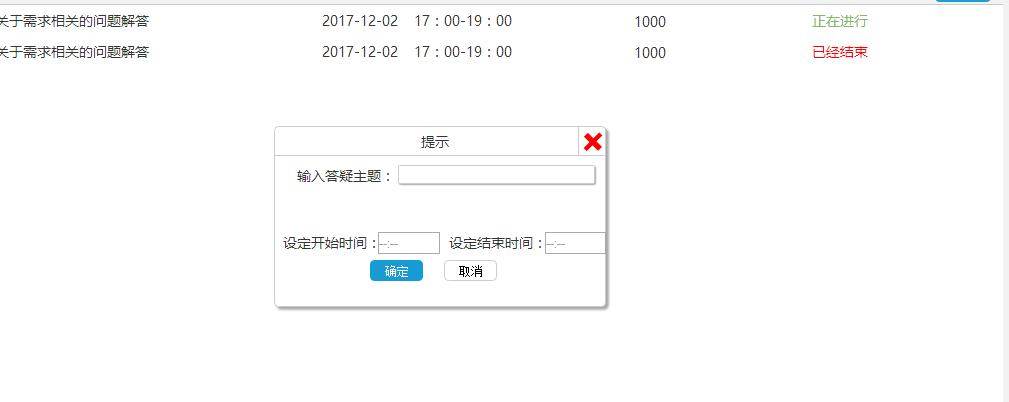 关于需求相关的问题解答 2017-12-02 17：00-19：00 1000 正在进行
关于需求相关的问题解答 2017-12-02 17：00-19：00 1000 已经结束
提示
输入答疑主题：
设定开始时间：--:-- 设定结束时间：--:--
确定 取消